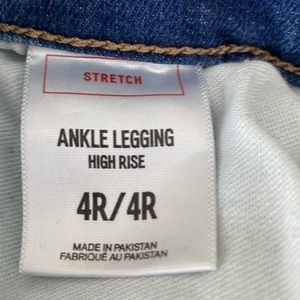 STRETCH
ANKLE LEGGING
HIGH RISE
4R/4R
MADE IN PAKISTAN
FABRIQUÉ AU PAKISTAN